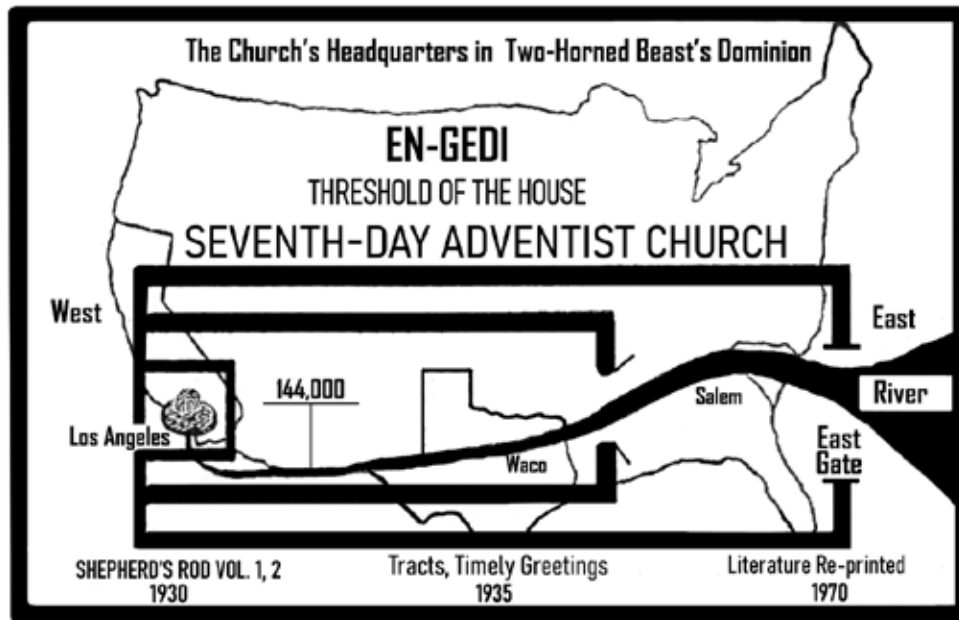 The Church's Headquarters in Two-Horned Beast's Dominion
EN-GEDI
THRESHOLD OF THE HOUSE
SEVENTH-DAY ADVENTIST CHURCH
West
East
144,000
River
Salem
Los Angeles
Waco
East
Gate
SHEPHERD'S ROD VOL. 1, 2
1930
Tracts, Timely Greetings
1935
Literature Re-printed
1970